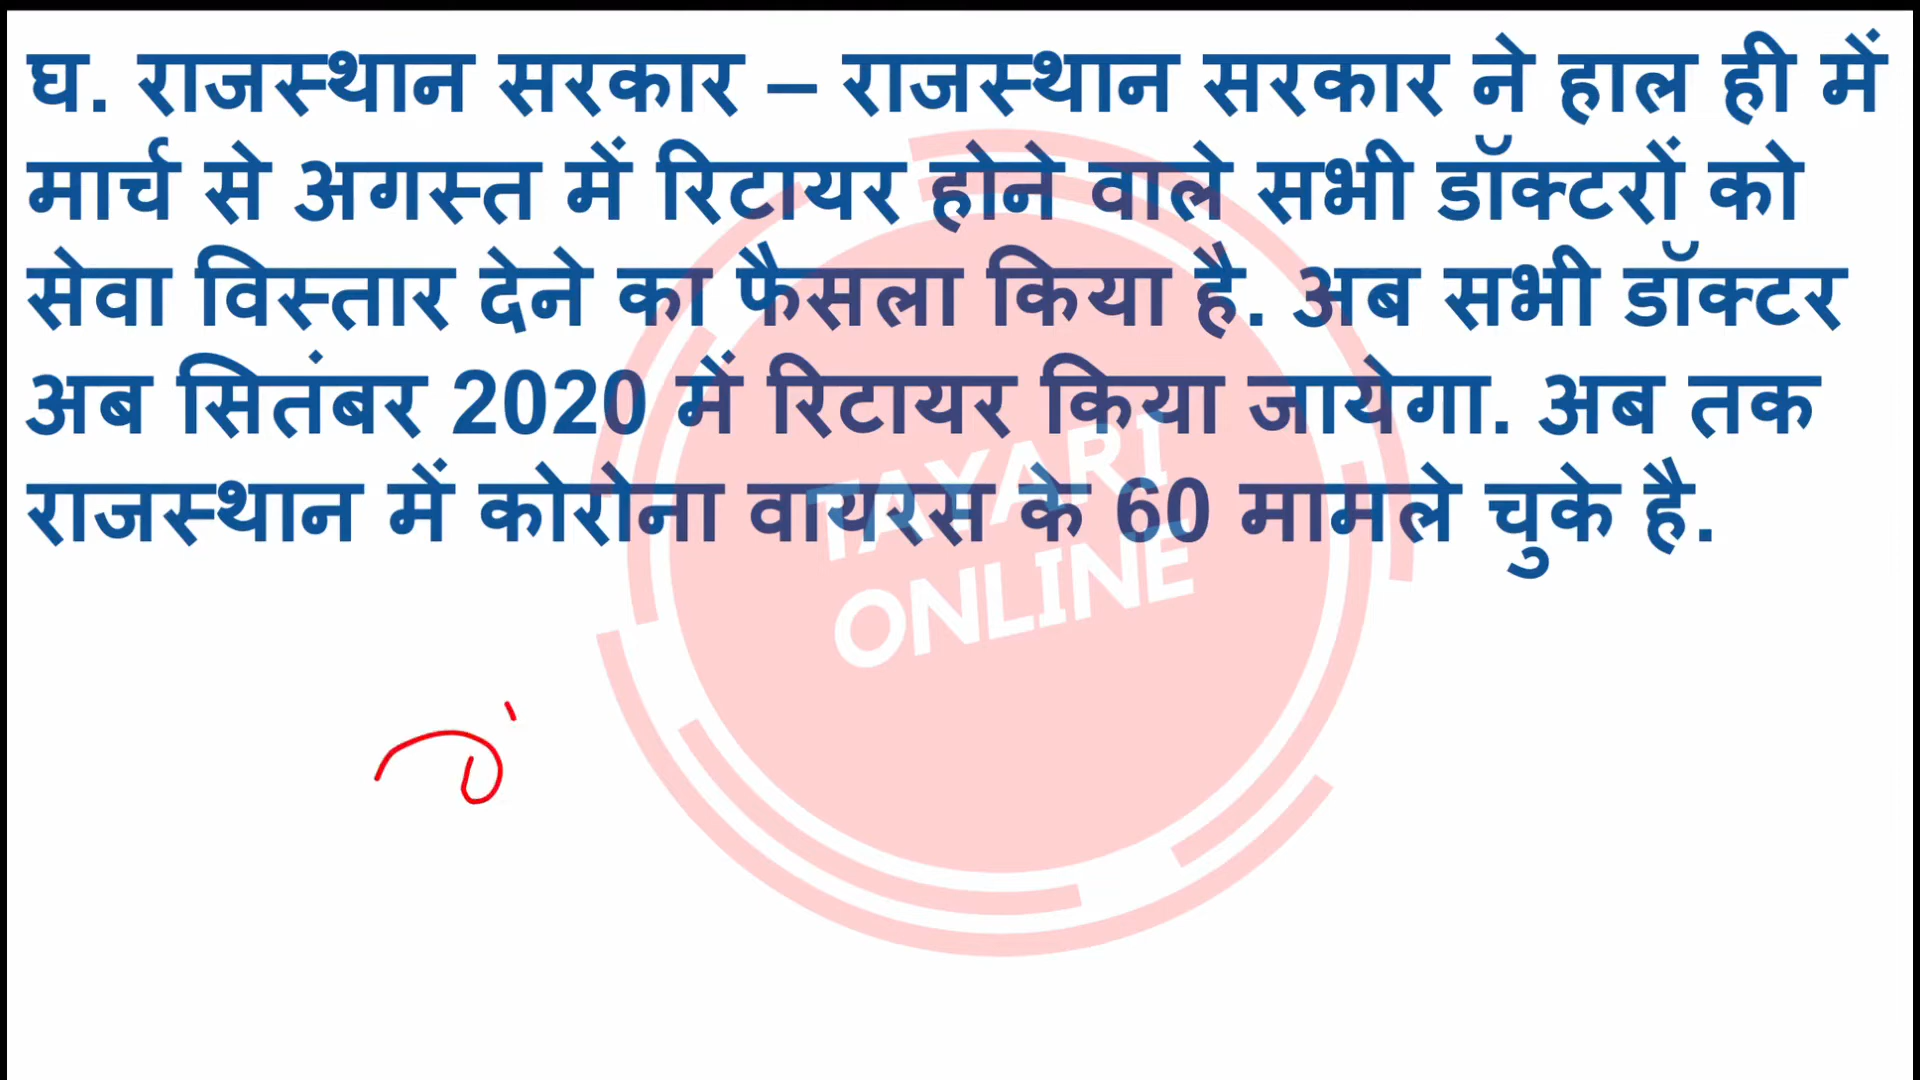 घ. राजस्थान सरकार – राजस्थान सरकार ने हाल ही में
मार्च से अगस्त में रिटायर होने वाले सभी डॉक्टरों को
सेवा विस्तार देने का फैसला किया है. अब सभी डॉक्टर
अब सितंबर 2020 में रिटायर किया जायेगा. अब तक
राजस्थान में कोरोना वायरस के 60 मामले चुके है.
TAYARI
ONLINE